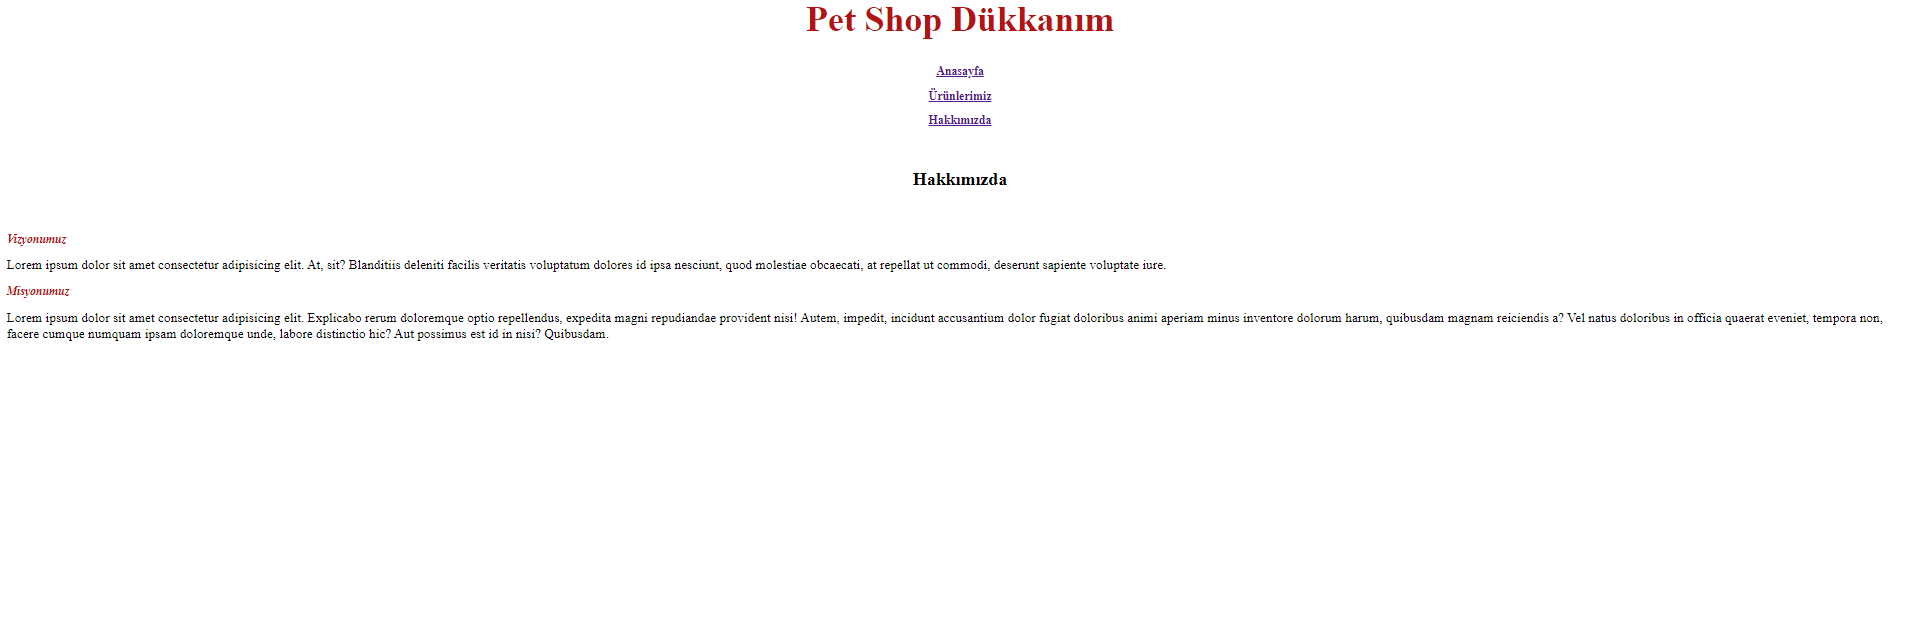 Pet Shop Dükkanım
Anasayfa
Ürünlerimiz
Hakkımızda
Hakkımızda
Vizyonumuz
Lorem ipsum dolor sit amet consectetur adipisicing elit. At, sit? Blanditiis deleniti facilis veritatis voluptatum dolores id ipsa nesciunt, quod molestiae obcaecati, at repellat ut commodi, deserunt sapiente voluptate iure.
Misyonumuz
Lorem ipsum dolor sit amet consectetur adipisicing elit. Explicabo rerum doloremque optio repellendus, expedita magni repudiandae provident nisi! Autem, impedit, incidunt accusantium dolor fugiat doloribus animi aperiam minus inventore dolorum harum, quibusdam magnam reiciendis a? Vel natus doloribus in officia quaerat eveniet, tempora non,
facere cumque numquam ipsam doloremque unde, labore distinctio hic? Aut possimus est id in nisi? Quibusdam.